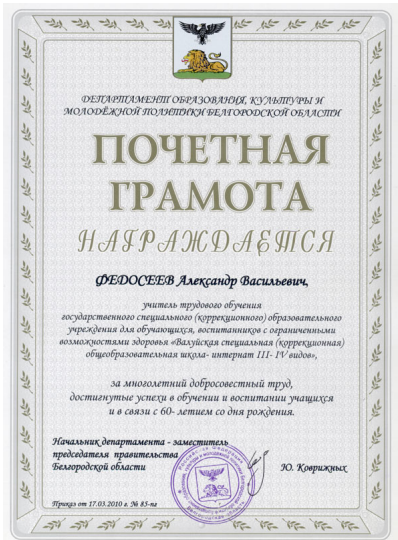 ДЕПАРТАМЕНТ ОБРАЗОВАНИЯ, КУЛЬТУРЫ И
МОЛОДЁЖНОЙ ПОЛИТИКИ БЕЛГОРОДСКОЙ ОБЛАСТИ
ПОЧЕТНАЯ
ГРАМОТА
НАГРАЖДАЕТСЯ
ФЕДОСЕЕВ Александр Васильевич,
учитель трудового обучения
государственного специального (коррекционного) образовательного
учреждения для обучающихся, воспитанников с ограниченными
возможностями здоровья «Валуйская специальная (коррекционная)
общеобразовательная школа- интернат III- IV видов»,
за многолетний добросовестный труд,
достигнутые успехи в обучении и воспитании учащихся
и в связи с 60- летием со дня рождения.
Начальник департамента - заместитель
председателя правительства
Белгородской области
Ю. Коврижных
Приказ от 17.03.2010 г. № 85-па